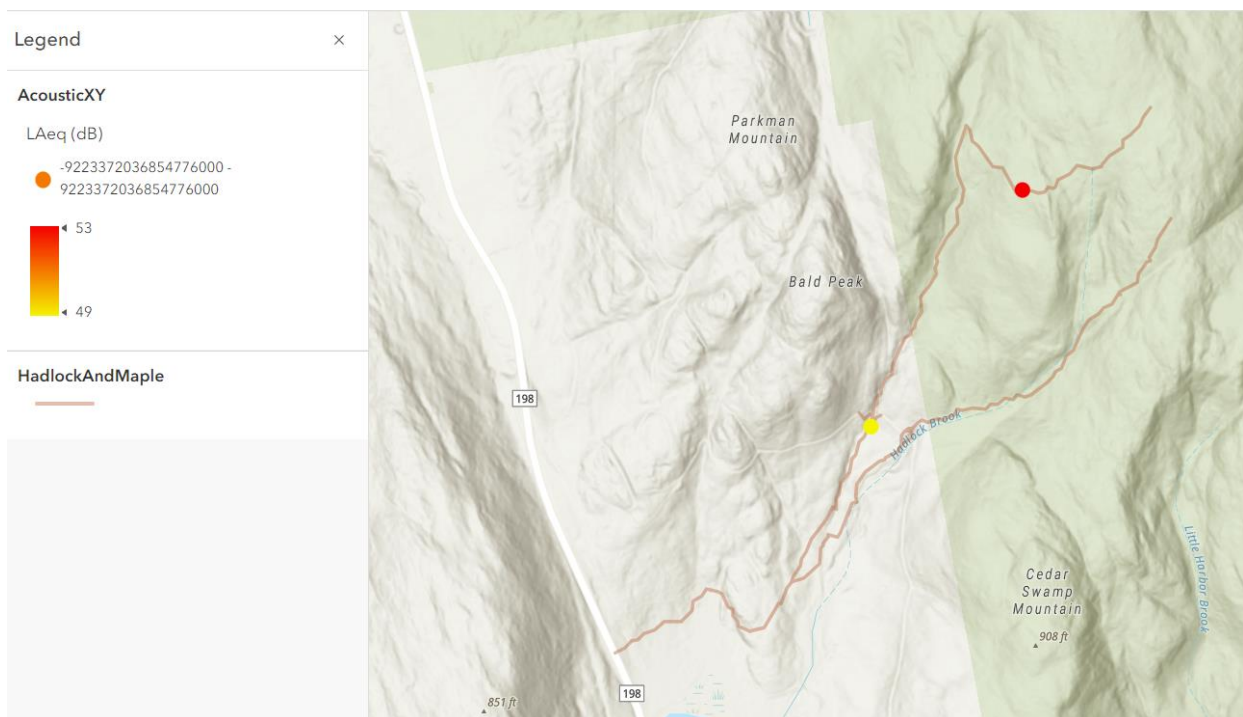 Legend
×
AcousticXY
LAeq (dB)
-9223372036854776000 -
9223372036854776000
53
49
HadlockAndMaple
Parkman
Mountain
Bald Peak
198
Hadlock Brook
Cedar
Swamp
Mountain
908 ft
Little Harbor Brook
198
851 ft